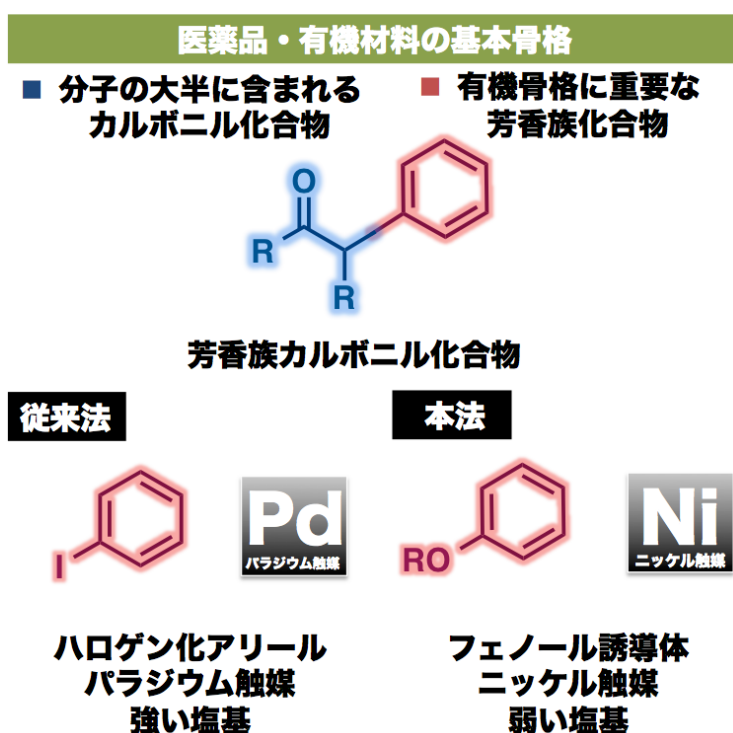 医薬品・有機材料の基本骨格
■ 分子の大半に含まれる
カルボニル化合物
■ 有機骨格に重要な
芳香族化合物
O
R
R
芳香族カルボニル化合物
従来法
I
Pd
パラジウム触媒
ハロゲン化アリール
パラジウム触媒
強い塩基
本法
RO
Ni
ニッケル触媒
フェノール誘導体
ニッケル触媒
弱い塩基